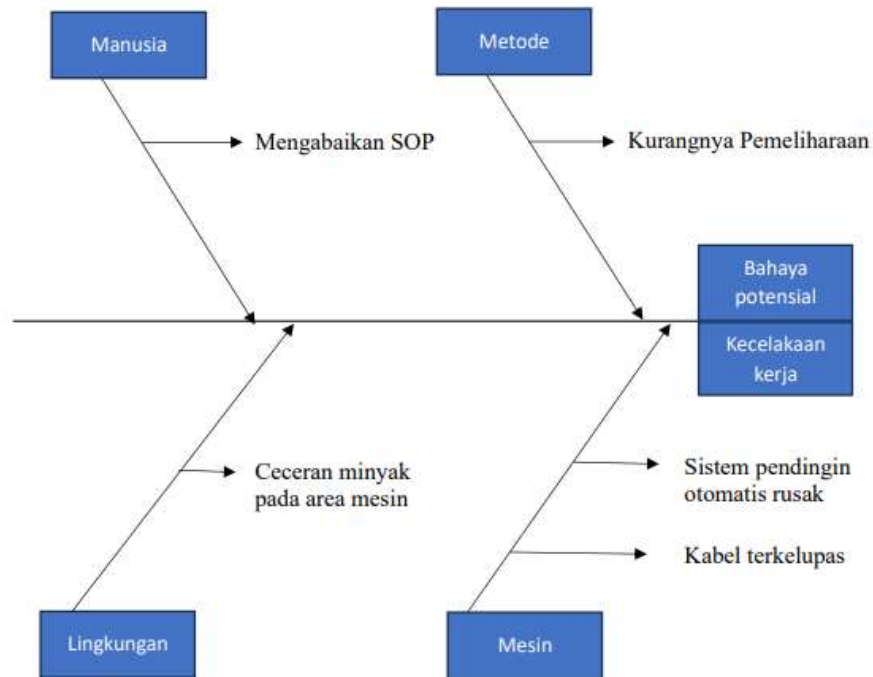 Manusia
Metode
Mengabaikan SOP
Kurangnya Pemeliharaan
Bahaya
potensial
Kecelakaan
kerja
Ceceran minyak
pada area mesin
Sistem pendingin
otomatis rusak
Kabel terkelupas
Lingkungan
Mesin